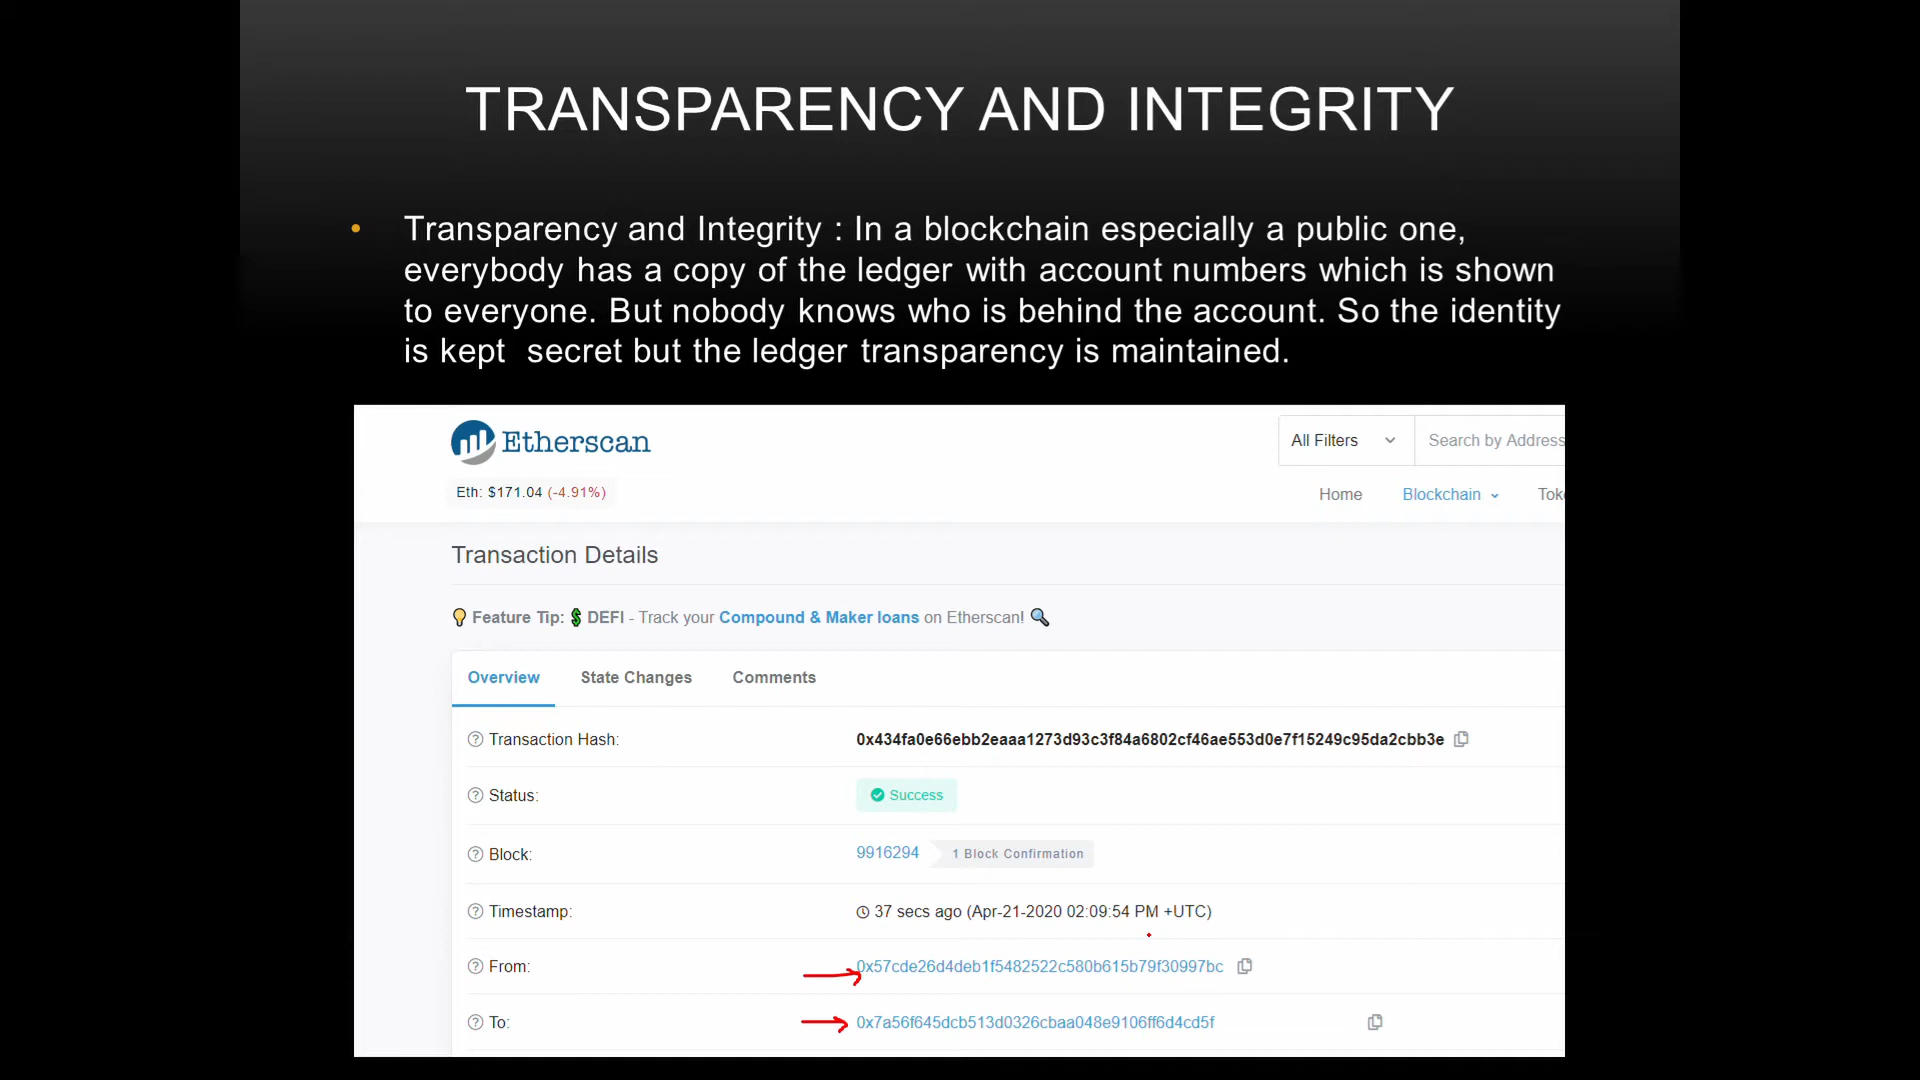 TRANSPARENCY AND INTEGRITY
• Transparency and Integrity : In a blockchain especially a public one,
everybody has a copy of the ledger with account numbers which is shown
to everyone. But nobody knows who is behind the account. So the identity
is kept  secret but the ledger transparency is maintained.
Etherscan
All Filters Search by Address
Eth: $171.04 (-4.91%)
Home Blockchain Tok
Transaction Details
Feature Tip: DEFI - Track your Compound & Maker loans on Etherscan!
Overview State Changes Comments
Transaction Hash: 0x434fa0e66ebb2eaaa1273d93c3f84a6802cf46ae553d0e7f15249c95da2cbb3e
Status: Success
Block: 9916294 1 Block Confirmation
Timestamp: 37 secs ago (Apr-21-2020 02:09:54 PM +UTC)
From: 0x57cde26d4deb1f5482522c580b615b79f30997bc
To: 0x7a56f645dcb513d0326cbaa048e9106ff6d4cd5f